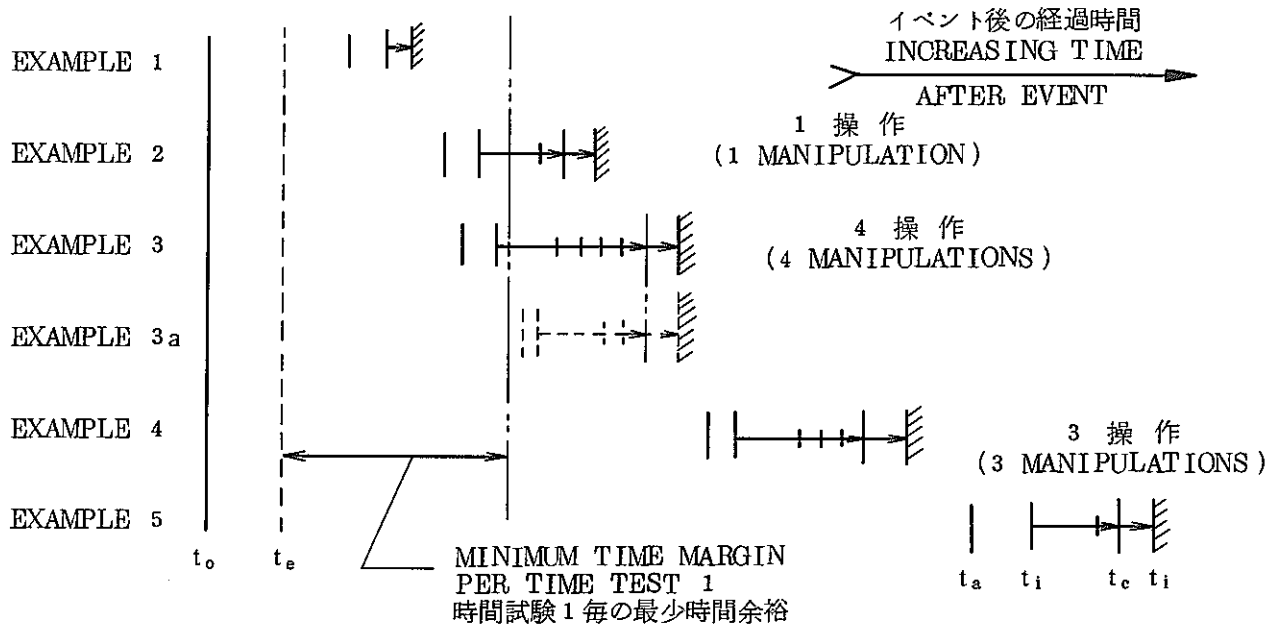 イベント後の経過時間
INCREASING TIME
AFTER EVENT
EXAMPLE 1
EXAMPLE 2
1 操 作
(1 MANIPULATION)
EXAMPLE 3
4 操 作
(4 MANIPULATIONS)
EXAMPLE 3a
EXAMPLE 4
3 操 作
(3 MANIPULATIONS)
EXAMPLE 5
to te
ta ti tc ti
MINIMUM TIME MARGIN
PER TIME TEST 1
時間試験1毎の最少時間余裕